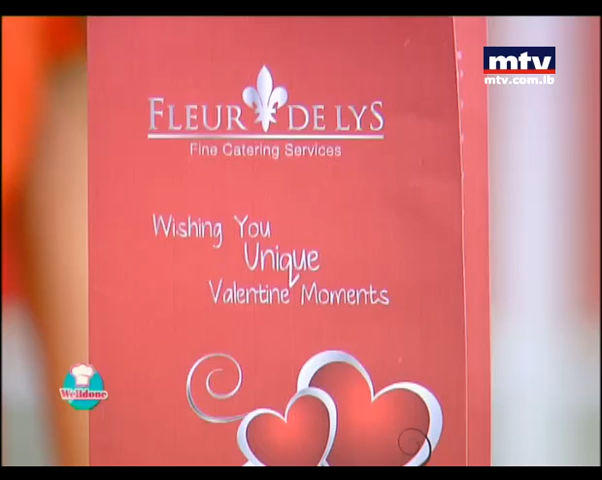 mtv
mtv.com.lb
FLEUR DE LYS
Fine Catering Services
Wishing You
Unique
Valentine Moments
Welldone